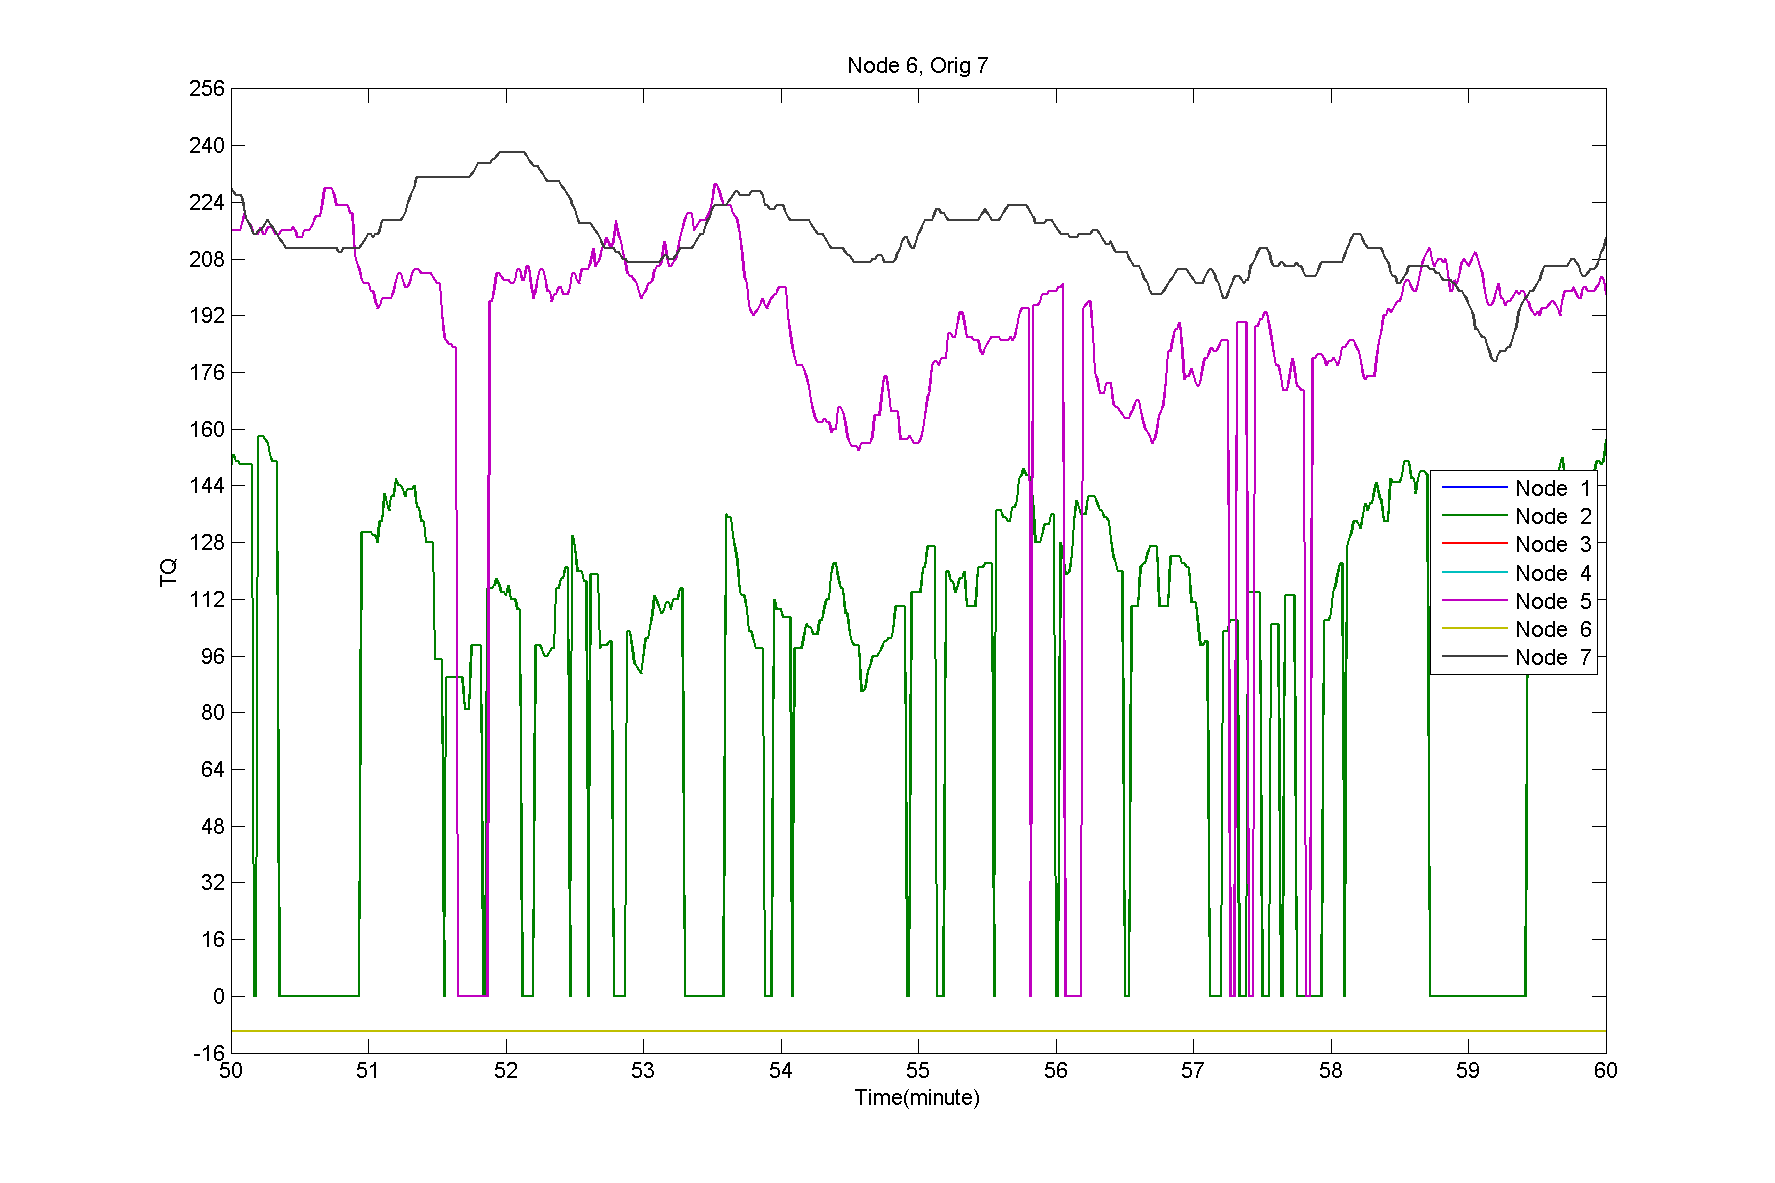 Node 6, Orig 7
256
240
224
208
192
176
160
144
128
112
96
80
64
48
32
16
0
-16
TQ
50 51 52 53 54 55 56 57 58 59 60
Time(minute)
Node 1
Node 2
Node 3
Node 4
Node 5
Node 6
Node 7